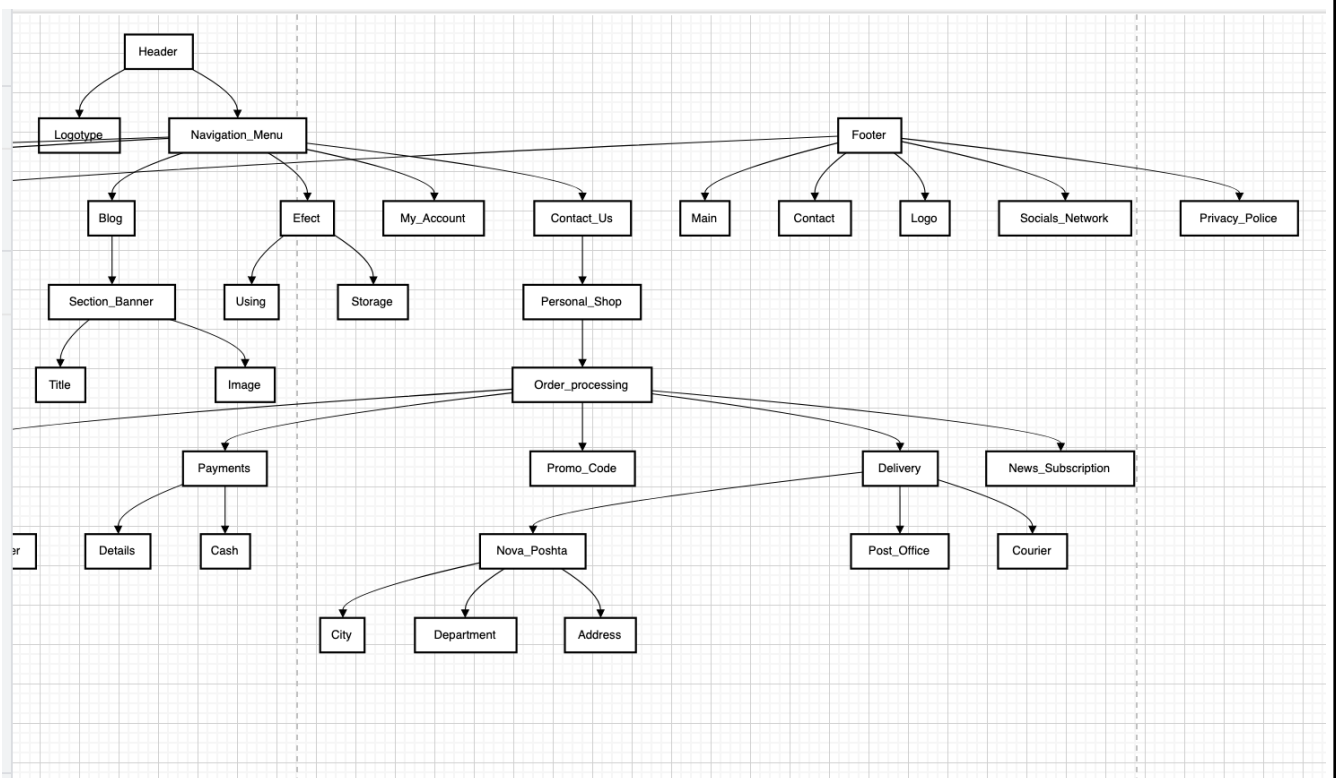 Header
Logotype
Navigation_Menu
Footer
Blog
Efect
My_Account
Contact_Us
Main
Contact
Logo
Socials_Network
Privacy_Police
Section_Banner
Using
Storage
Personal_Shop
Title
Image
Order_processing
Payments
Promo_Code
Delivery
News_Subscription
er
Details
Cash
Nova_Poshta
Post_Office
Courier
City
Department
Address